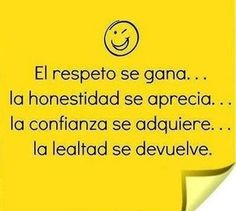 El respeto se gana...
la honestidad se aprecia...
la confianza se adquiere...
la lealtad se devuelve.